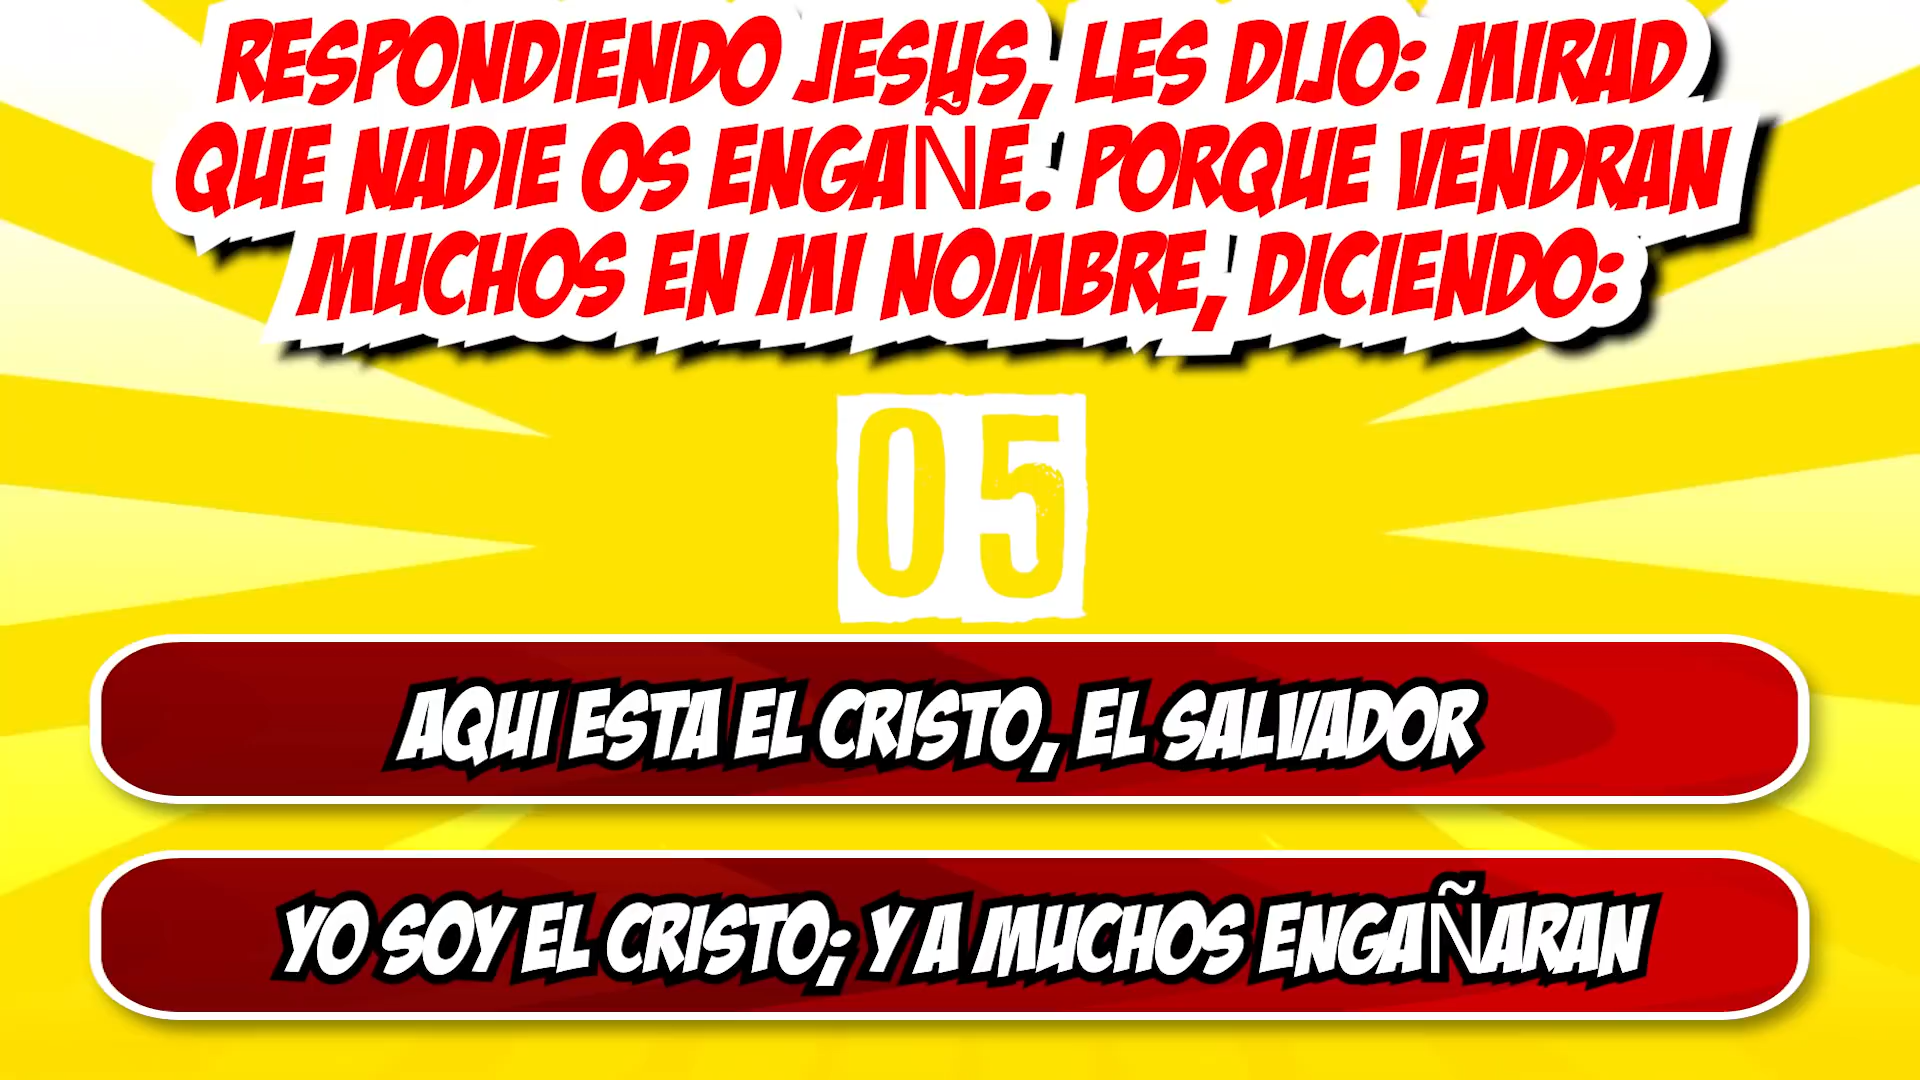 RESPONDIENDO JESUS, LES DIJO: MIRAD
QUE NADIE OS ENGAÑE. PORQUE VENDRAN
MUCHOS EN MI NOMBRE, DICIENDO:
05
AQUI ESTA EL CRISTO, EL SALVADOR
YO SOY EL CRISTO; Y A MUCHOS ENGAÑARAN